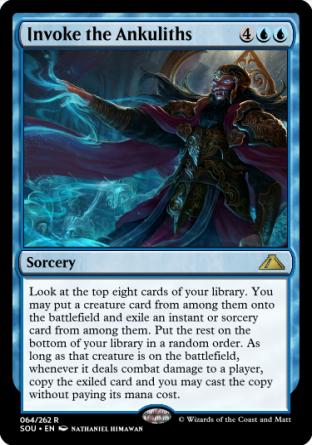 Invoke the Ankuliths 4
Sorcery
Look at the top eight cards of your library. You
may put a creature card from among them onto
the battlefield and exile an instant or sorcery
card from among them. Put the rest on the
bottom of your library in a random order. As
long as that creature is on the battlefield,
whenever it deals combat damage to a player,
copy the exiled card and you may cast the copy
without paying its mana cost.
064/262 R
SOU • EN NATHANIEL HIMAWAN
™ & © Wizards of the Coast and Matt